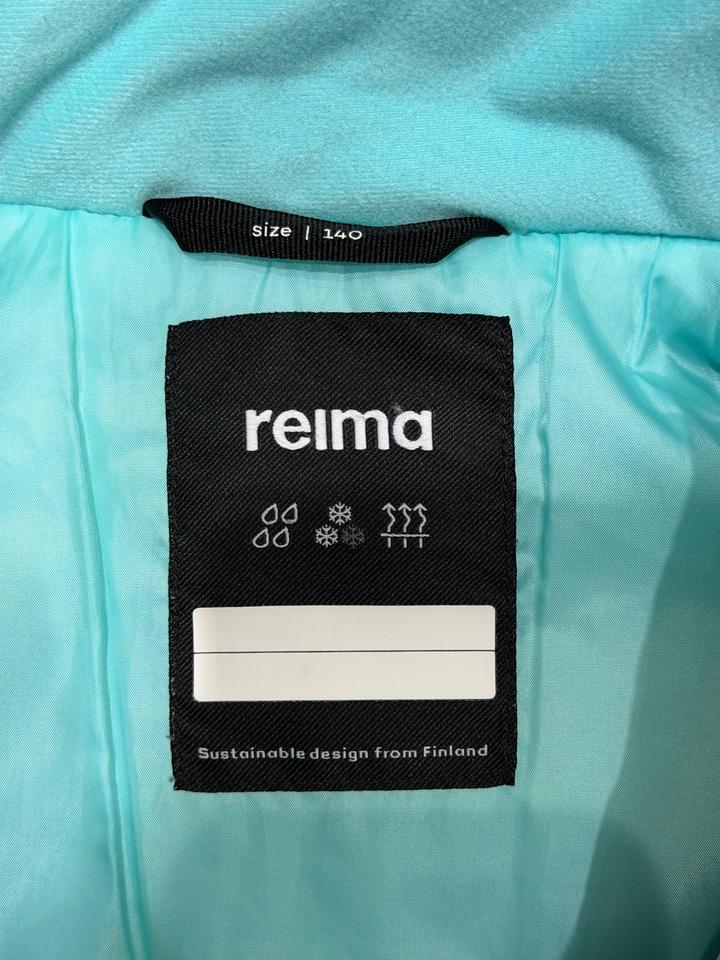 size | 140
reima
Sustainable design from Finland